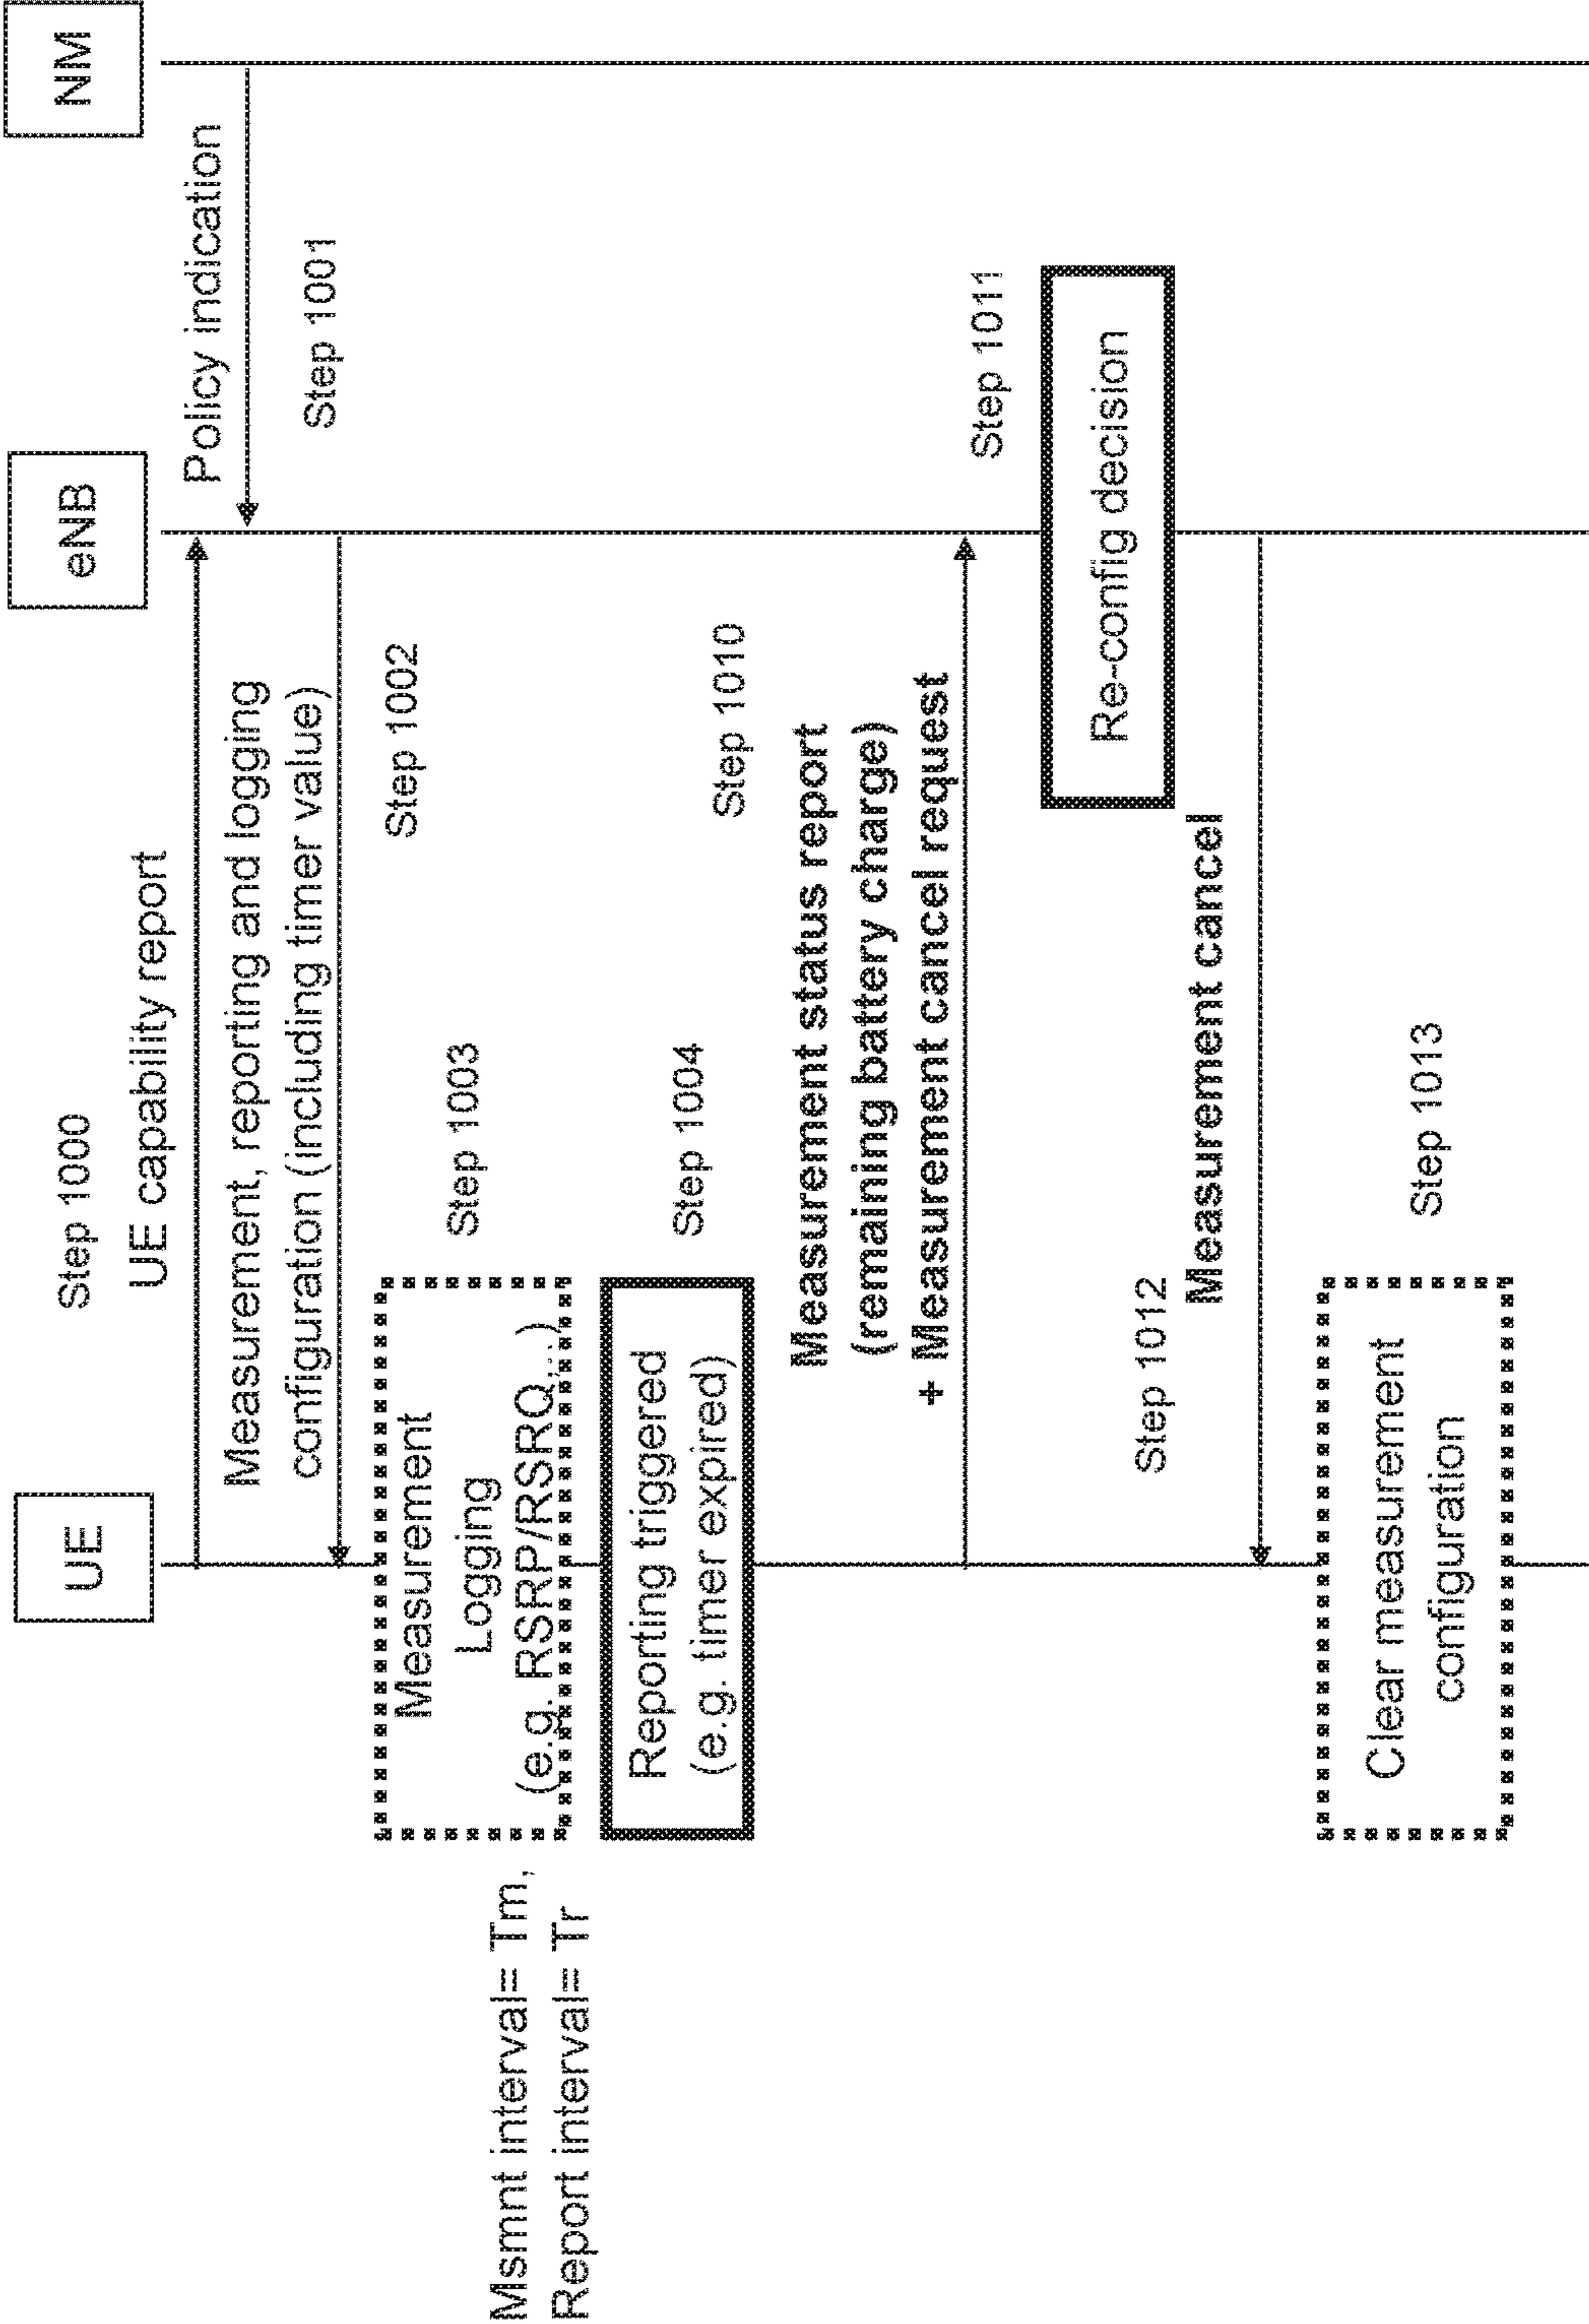 UE
eNB
NM
Step 1000
UE capability report
Policy indication
Step 1001
Measurement, reporting and logging
configuration (including timer value)
Step 1002
Measurement
Logging
(e.g. RSRP/RSRQ,...)
Step 1003
Msmnt interval= Tm,
Report interval= Tr
Reporting triggered
(e.g. timer expired)
Step 1004
Step 1010
Measurement status report
(remaining battery charge)
+ Measurement cancel request
Step 1011
Re-config decision
Step 1012
Measurement cancel
Clear measurement
configuration
Step 1013